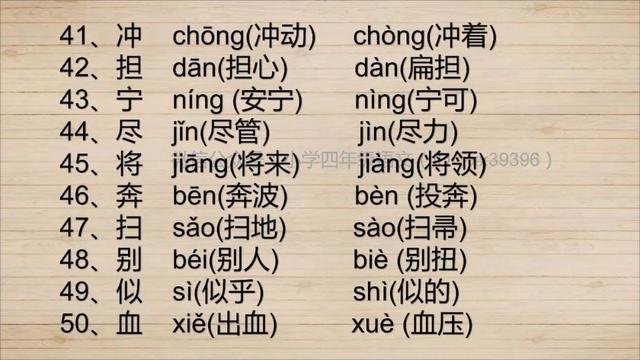 41、冲 chōng(冲动) chòng(冲着)
42、担 dān(担心) dàn(扁担)
43、宁 níng (安宁) nìng(宁可)
44、尽 jǐn(尽管) jìn(尽力)
45、将 jiāng(将来) jiàng(将领)
46、奔 bēn(奔波) bèn (投奔)
47、扫 sǎo(扫地) sào(扫帚)
48、别 béi(别人) biè (别扭)
49、似 sì(似乎) shì(似的)
50、血 xiě(出血) xuè (血压)